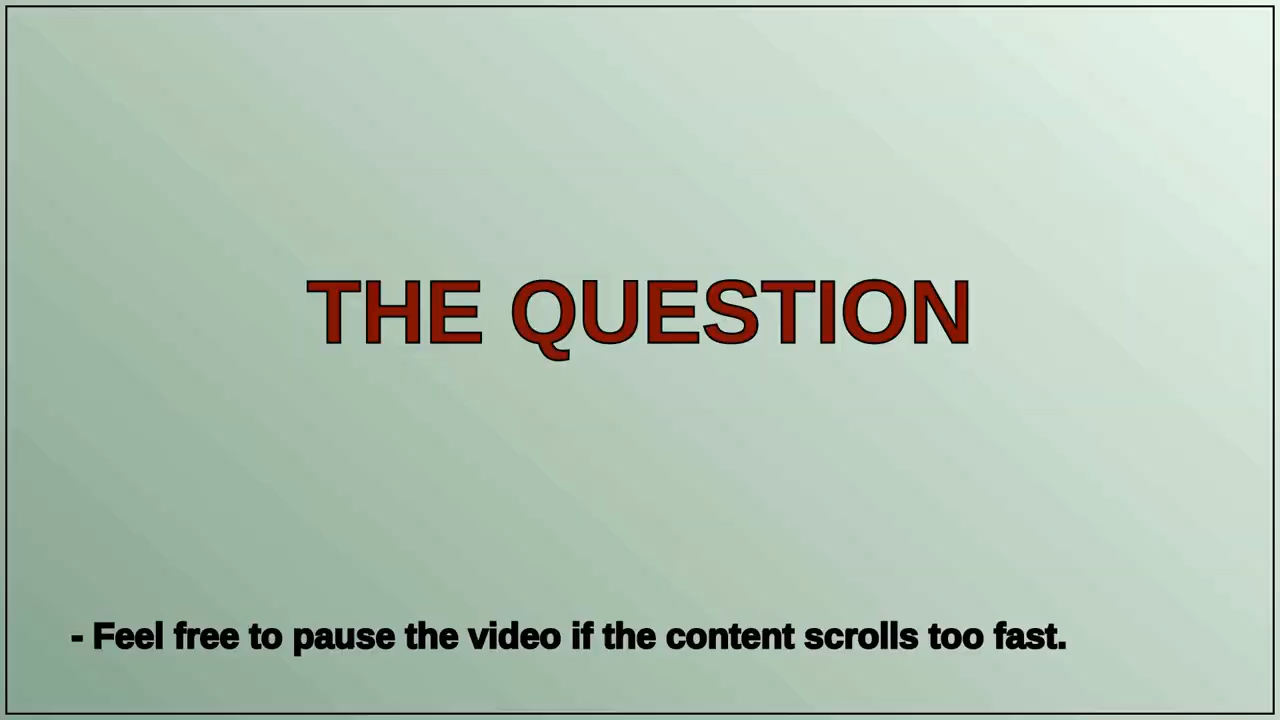 THE QUESTION
- Feel free to pause the video if the content scrolls too fast.